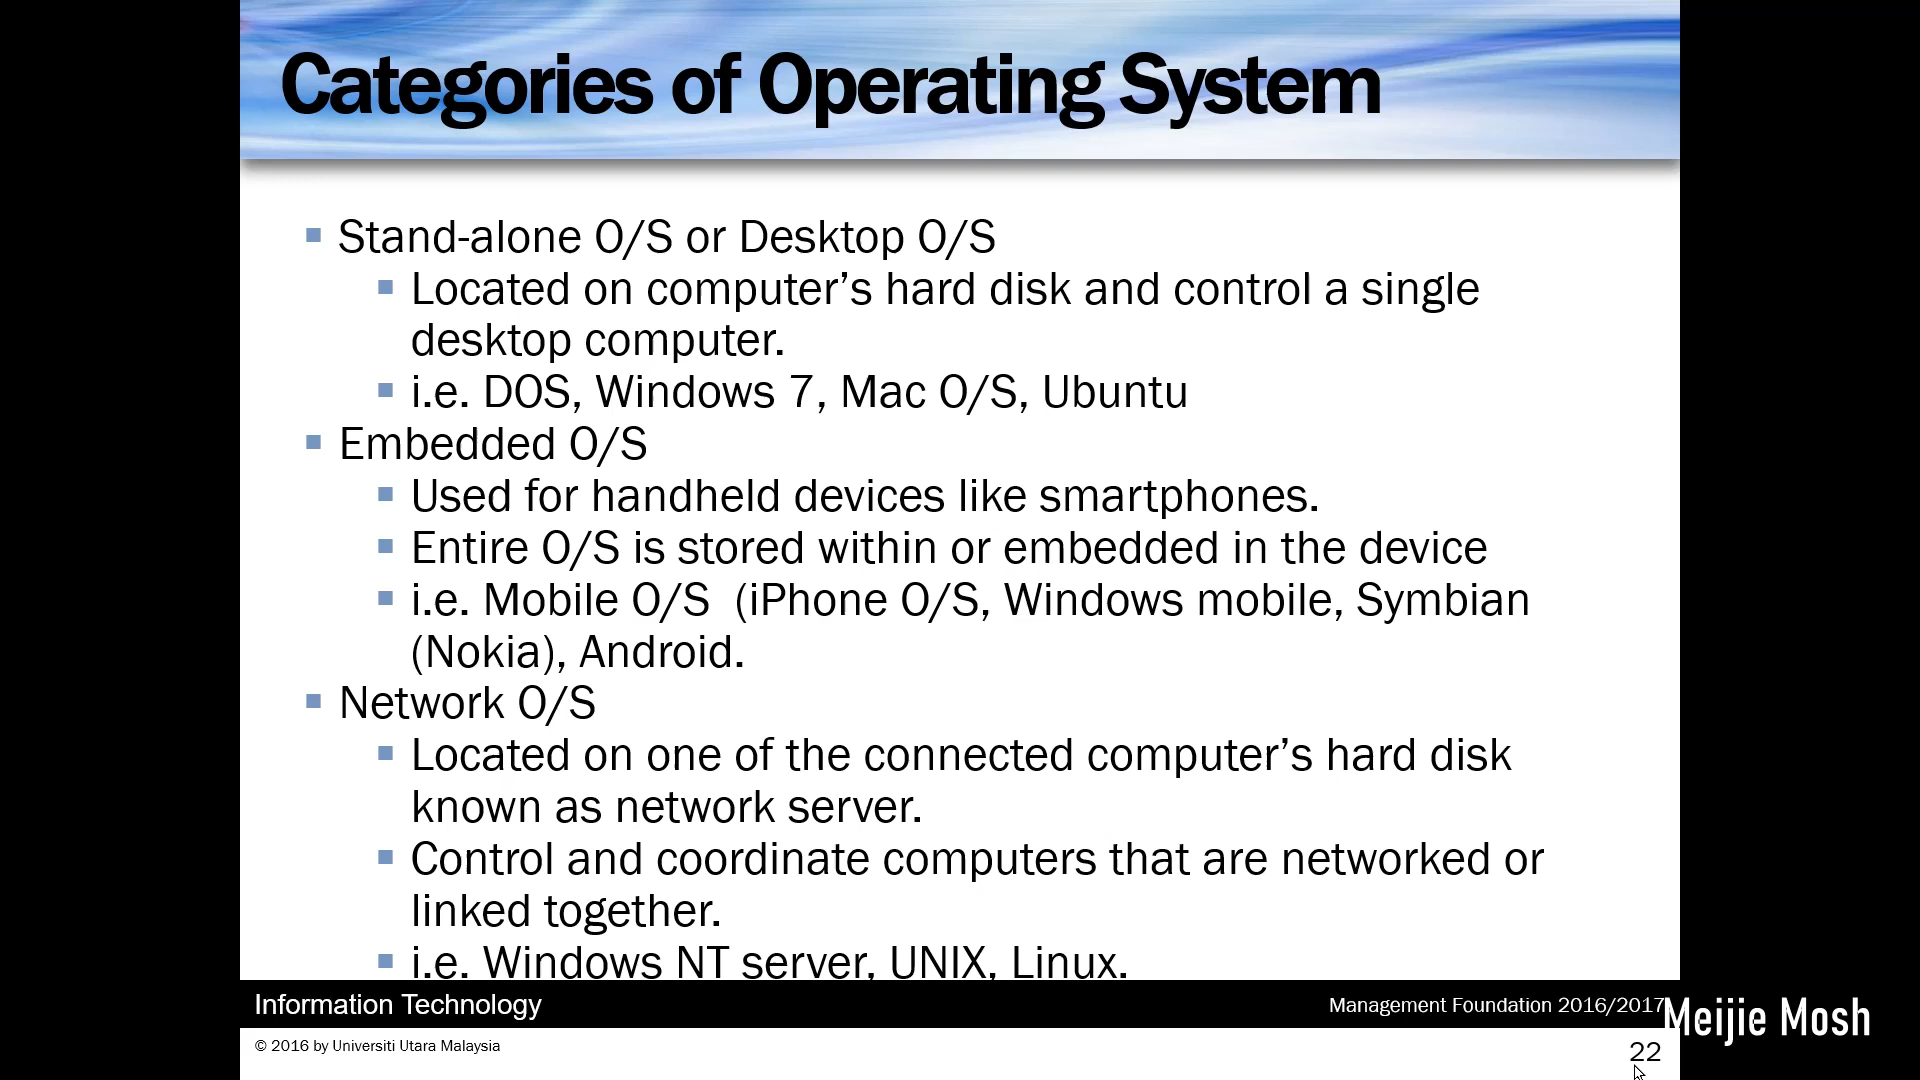 Categories of Operating System
Stand-alone O/S or Desktop O/S
Located on computer’s hard disk and control a single
desktop computer.
i.e. DOS, Windows 7, Mac O/S, Ubuntu
Embedded O/S
Used for handheld devices like smartphones.
Entire O/S is stored within or embedded in the device
i.e. Mobile O/S  (iPhone O/S, Windows mobile, Symbian
(Nokia), Android.
Network O/S
Located on one of the connected computer’s hard disk
known as network server.
Control and coordinate computers that are networked or
linked together.
i.e. Windows NT server, UNIX, Linux.
Information Technology
Management Foundation 2016/2017
Meijie Mosh
© 2016 by Universiti Utara Malaysia
22